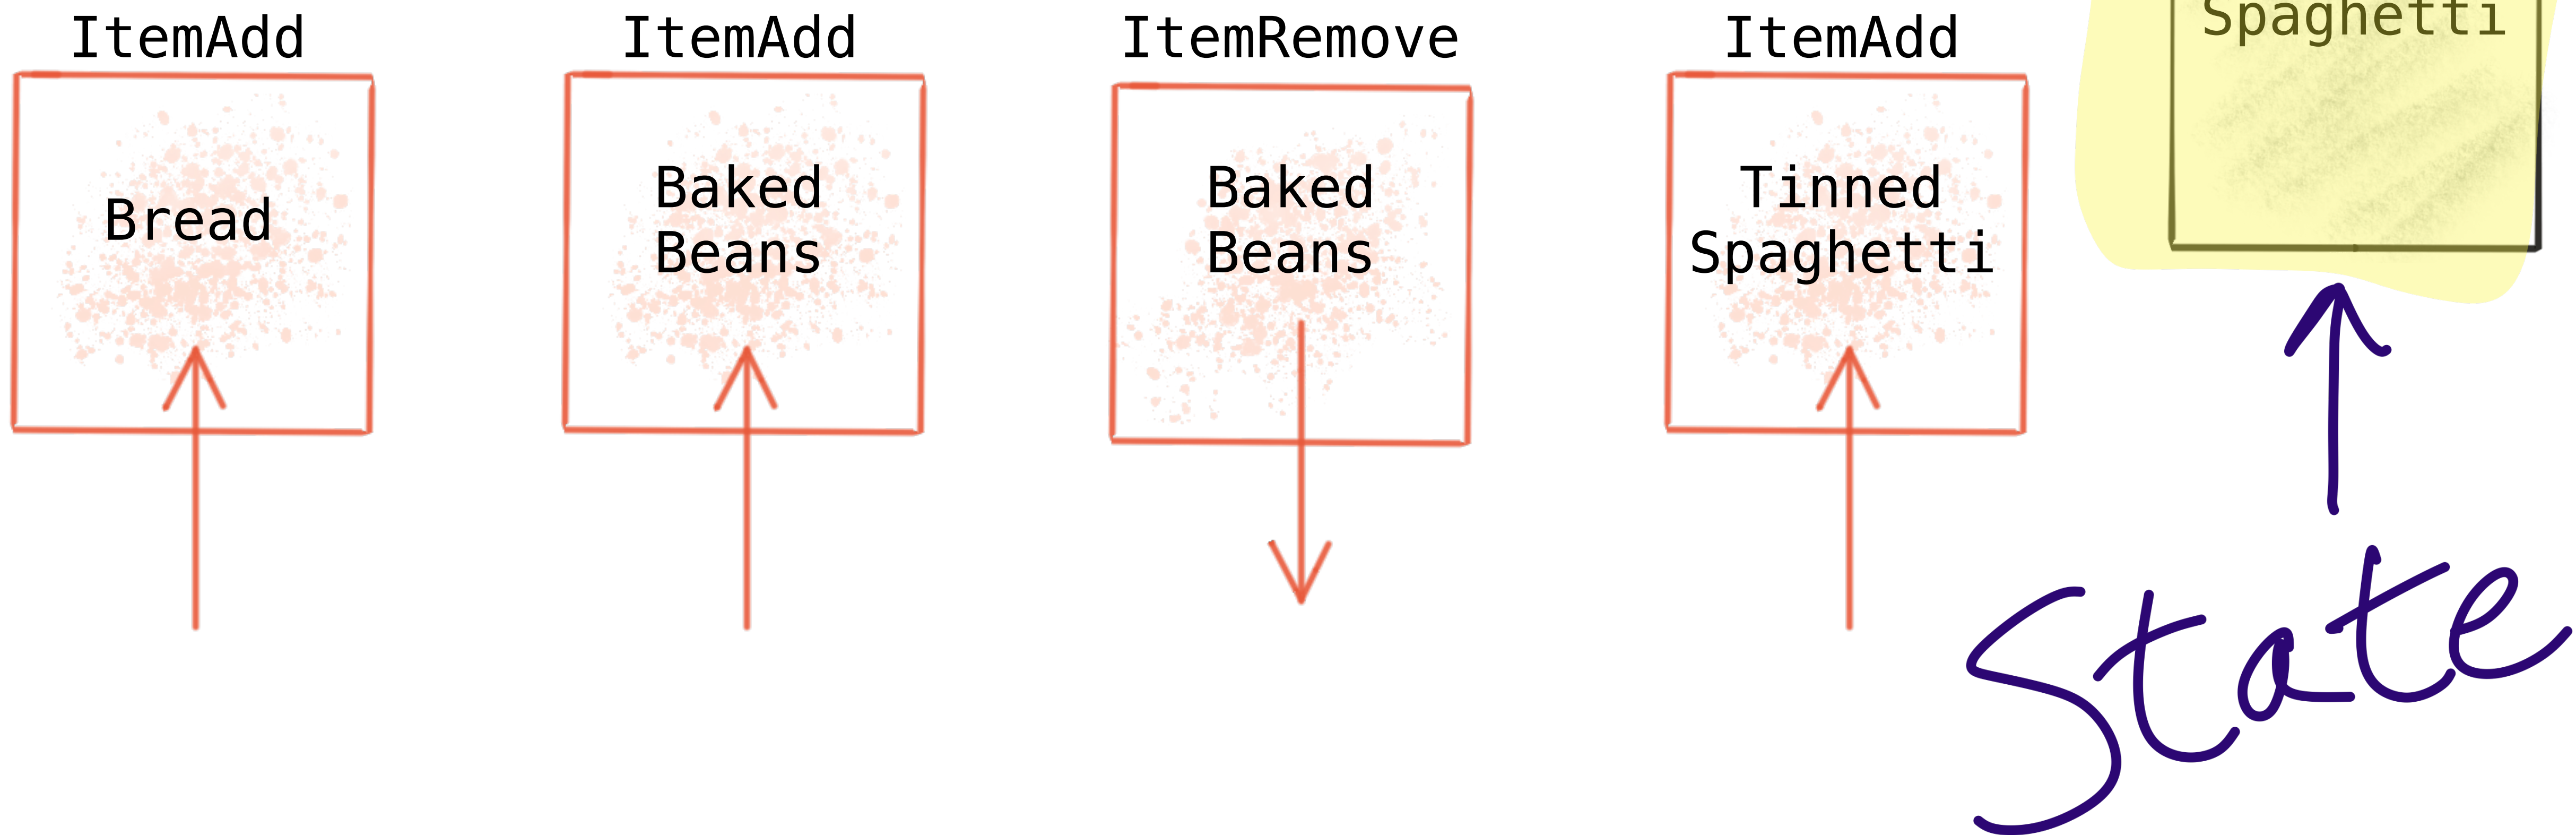 ItemAdd
Bread
ItemAdd
Baked
Beans
ItemRemove
Baked
Beans
ItemAdd
Tinned
Spaghetti
Spaghetti
State